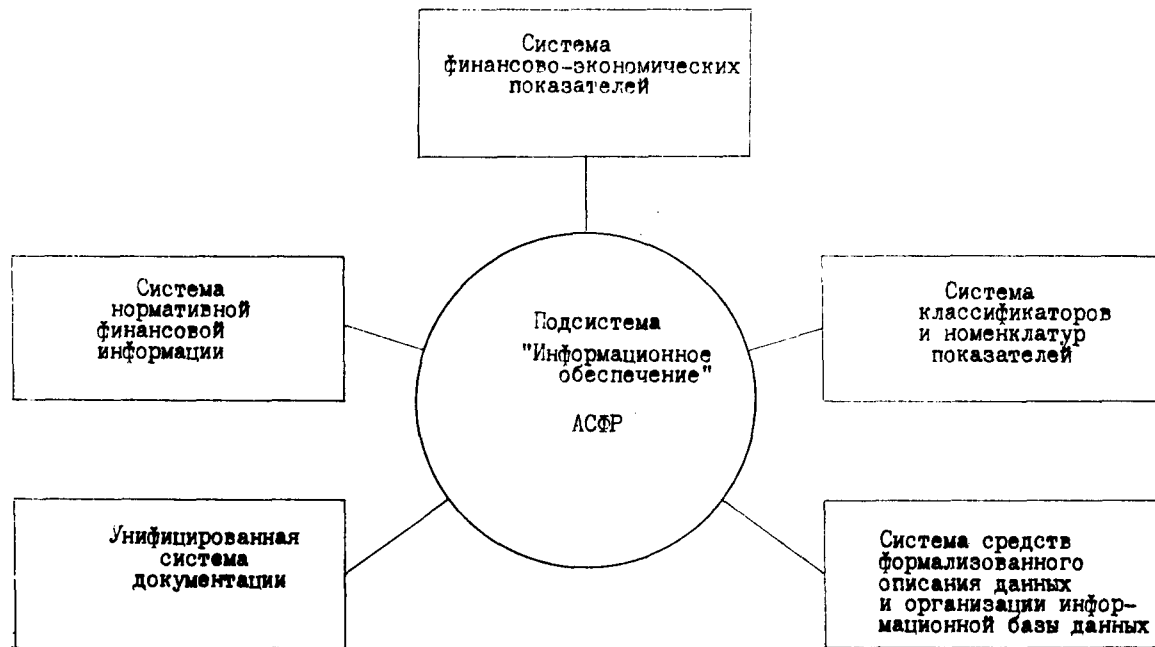 Система
финансово-экономических
показателей
Система
нормативной
финансовой
информации
Подсистема
"Информационное
обеспечение"
АСФР
Система
классификаторов
и номенклатур
показателей
Унифицированная
система
документации
Система средств
формализованного
описания данных
и организации инфор-
мационной базы данных